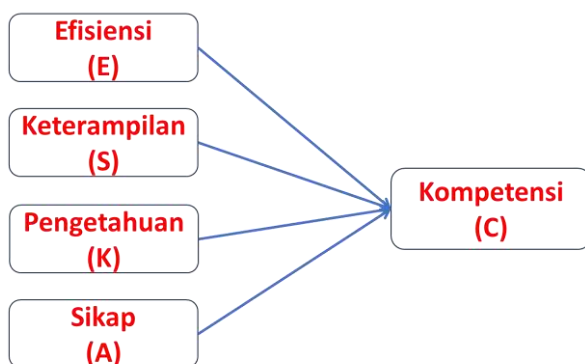 Efisiensi
(E)
Keterampilan
(S)
Pengetahuan
(K)
Sikap
(A)
Kompetensi
(C)